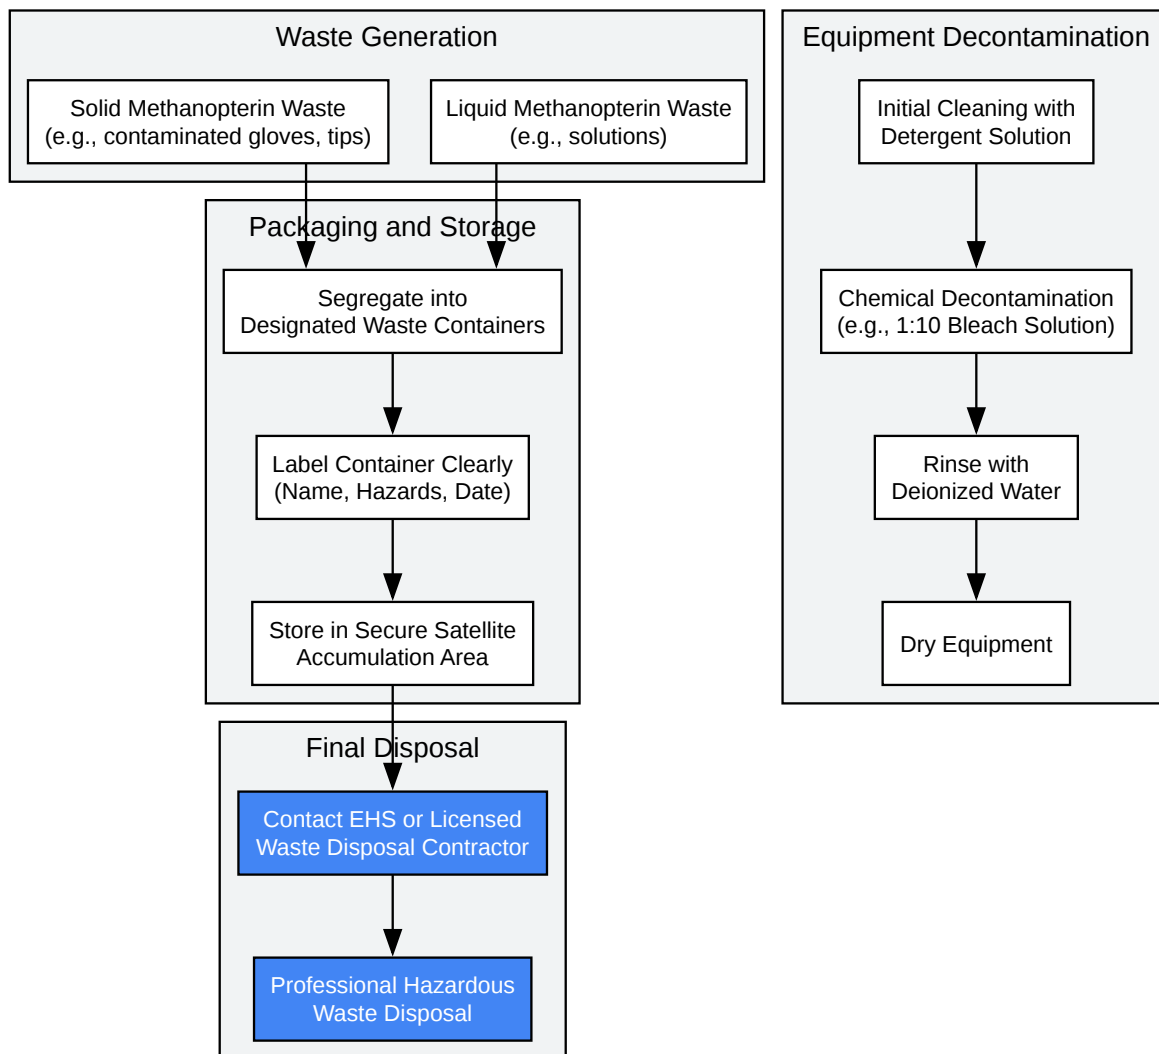 Waste Generation
Solid Methanopterin Waste
(e.g., contaminated gloves, tips)
Liquid Methanopterin Waste
(e.g., solutions)
Packaging and Storage
Segregate into
Designated Waste Containers
Label Container Clearly
(Name, Hazards, Date)
Store in Secure Satellite
Accumulation Area
Final Disposal
Contact EHS or Licensed
Waste Disposal Contractor
Professional Hazardous
Waste Disposal
Equipment Decontamination
Initial Cleaning with
Detergent Solution
Chemical Decontamination
(e.g., 1:10 Bleach Solution)
Rinse with
Deionized Water
Dry Equipment